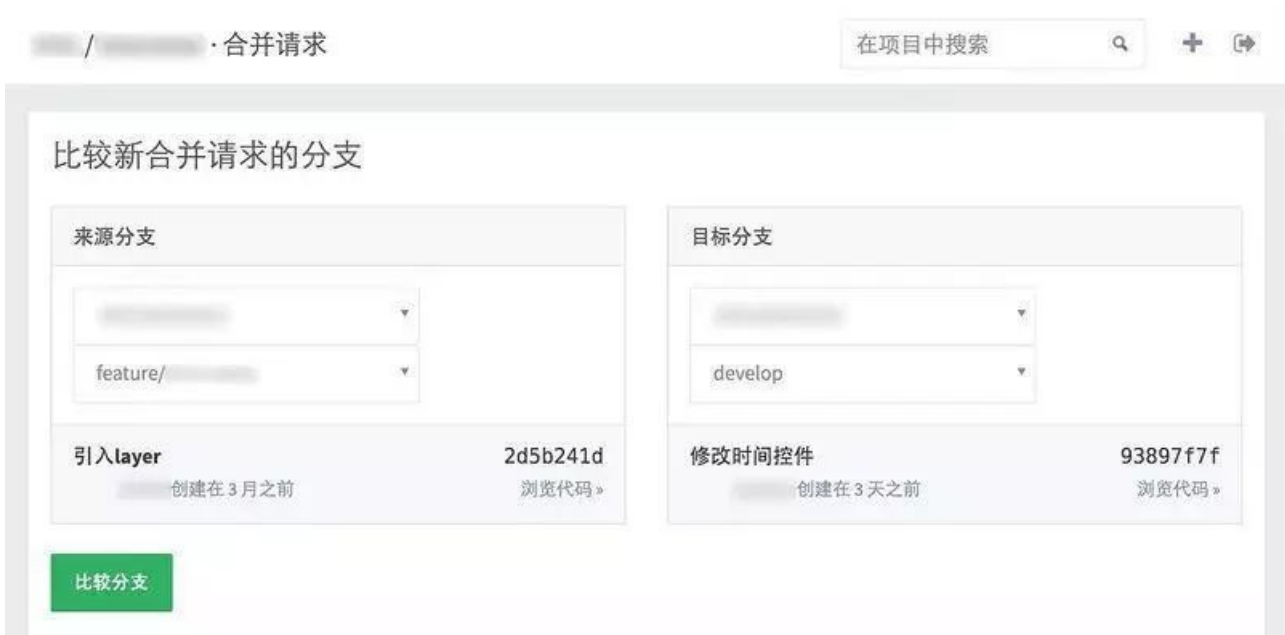 / · 合并请求
在项目中搜索
比较新合并请求的分支
来源分支
feature/
引入layer 2d5b241d
创建在 3 月之前 浏览代码 »
目标分支
develop
修改时间控件 93897f7f
创建在 3 天之前 浏览代码 »
比较分支